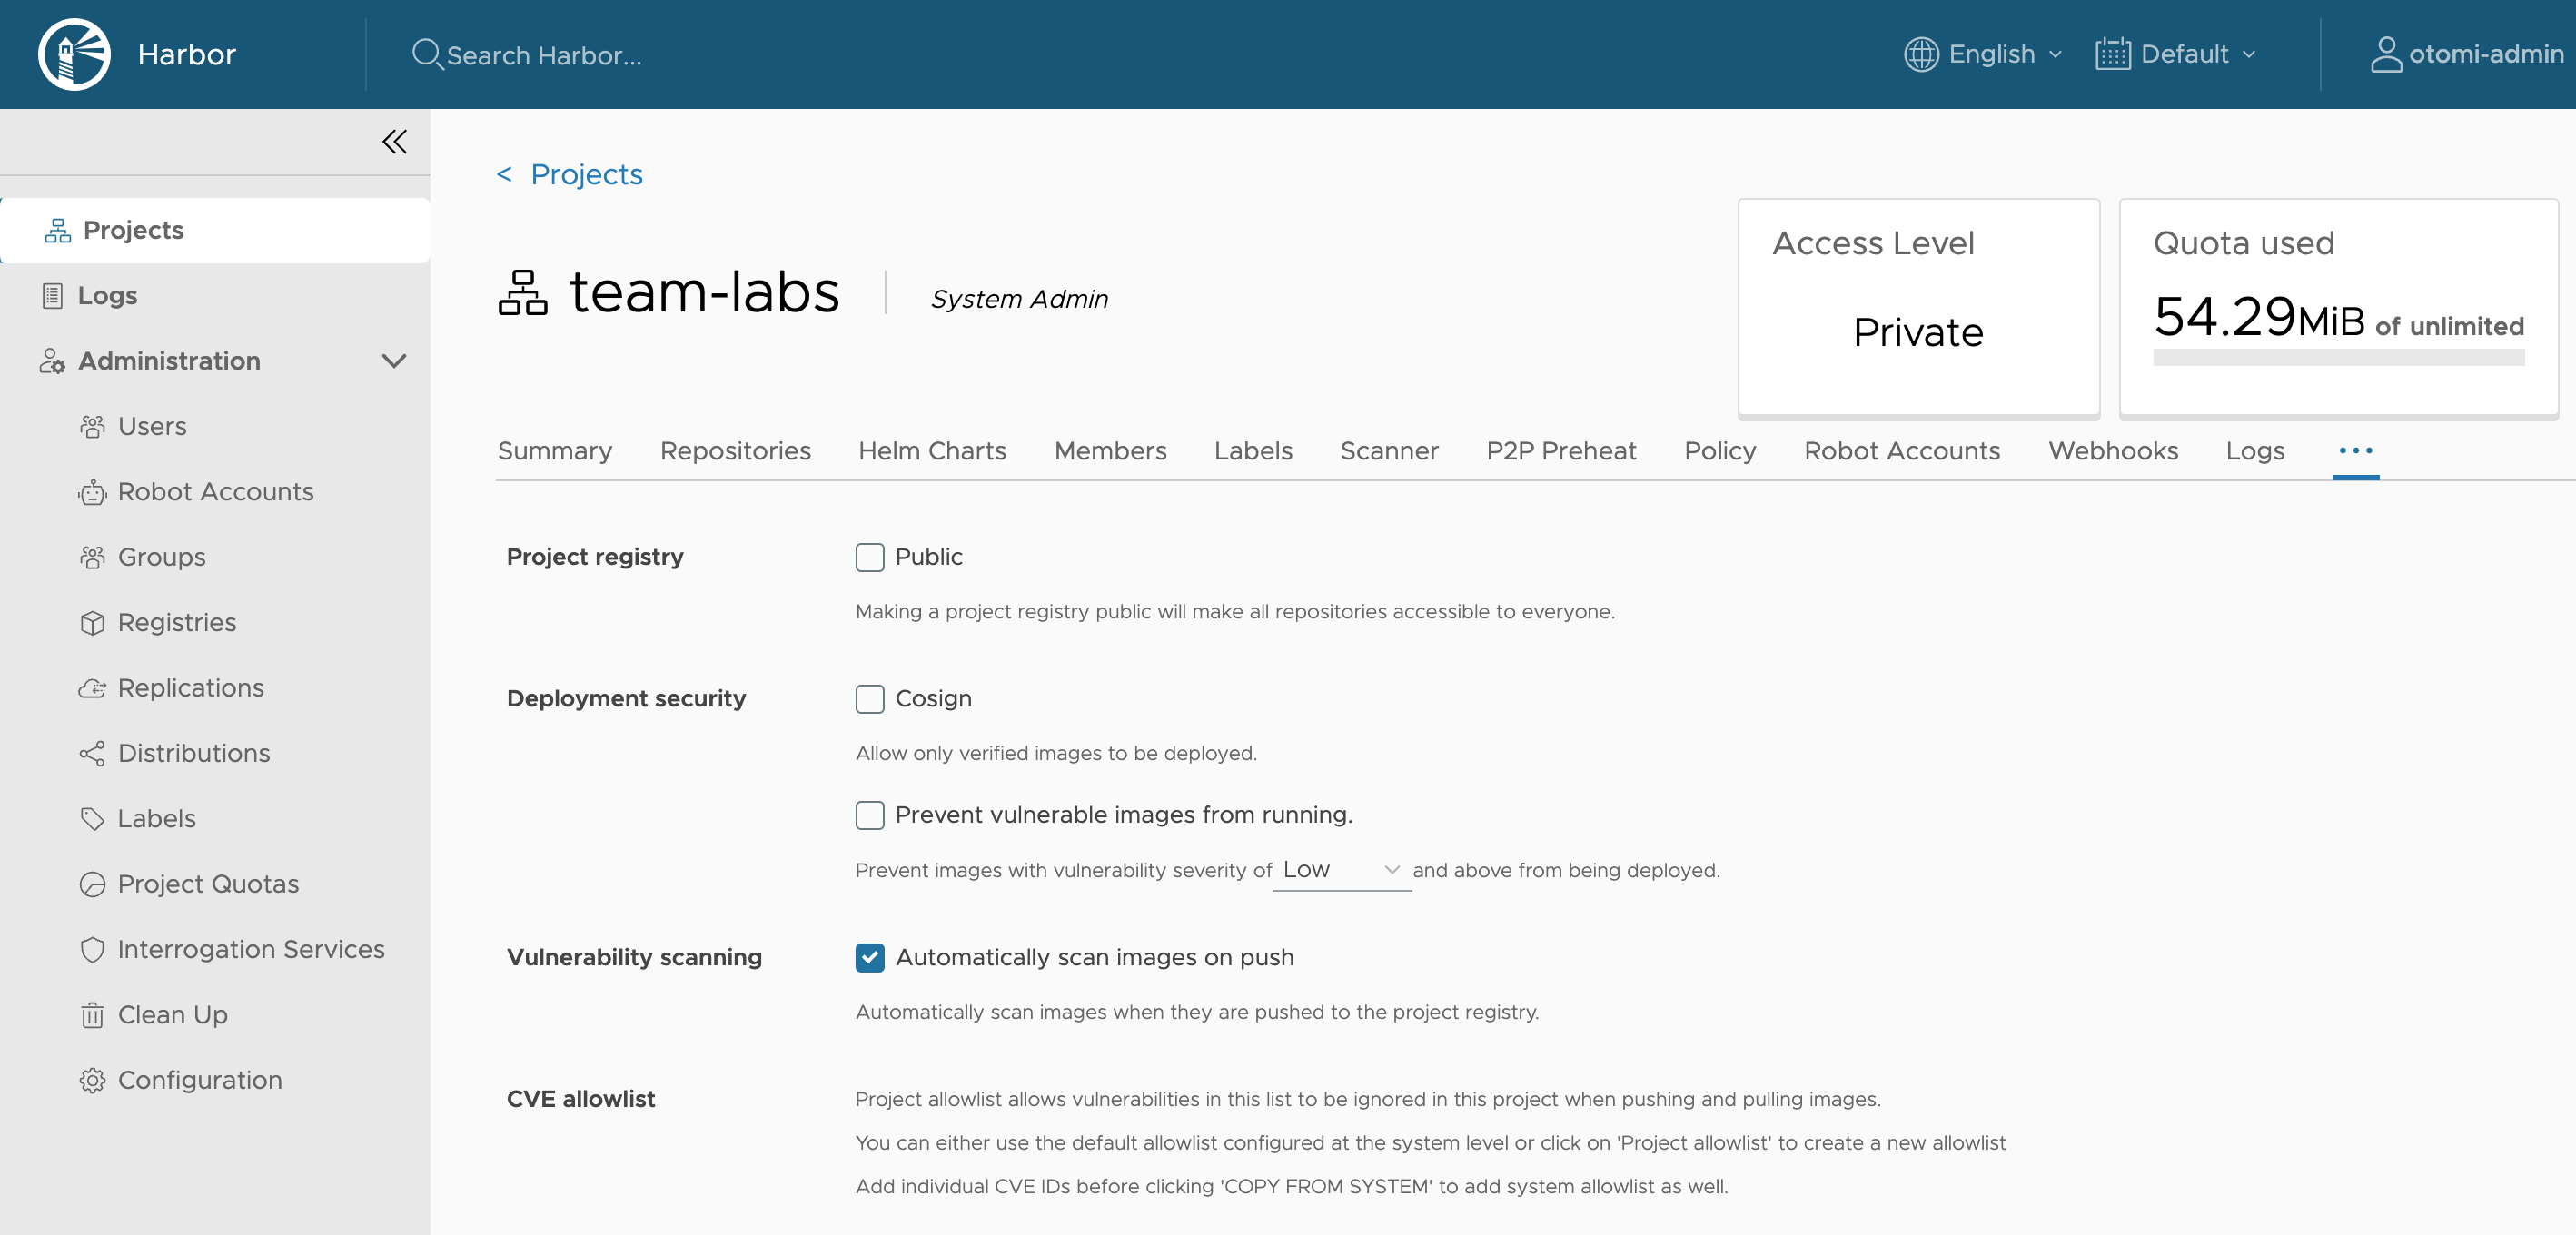 Harbor
Search Harbor...
English
Default
otomi-admin
Projects
Logs
Administration
Users
Robot Accounts
Groups
Registries
Replications
Distributions
Labels
Project Quotas
Interrogation Services
Clean Up
Configuration
< Projects
team-labs
System Admin
Access Level
Private
Quota used
54.29MiB of unlimited
Summary Repositories Helm Charts Members Labels Scanner P2P Preheat Policy Robot Accounts Webhooks Logs ...
Project registry
Public
Making a project registry public will make all repositories accessible to everyone.
Deployment security
Cosign
Allow only verified images to be deployed.
Prevent vulnerable images from running.
Prevent images with vulnerability severity of Low and above from being deployed.
Vulnerability scanning
Automatically scan images on push
Automatically scan images when they are pushed to the project registry.
CVE allowlist
Project allowlist allows vulnerabilities in this list to be ignored in this project when pushing and pulling images.
You can either use the default allowlist configured at the system level or click on 'Project allowlist' to create a new allowlist
Add individual CVE IDs before clicking 'COPY FROM SYSTEM' to add system allowlist as well.